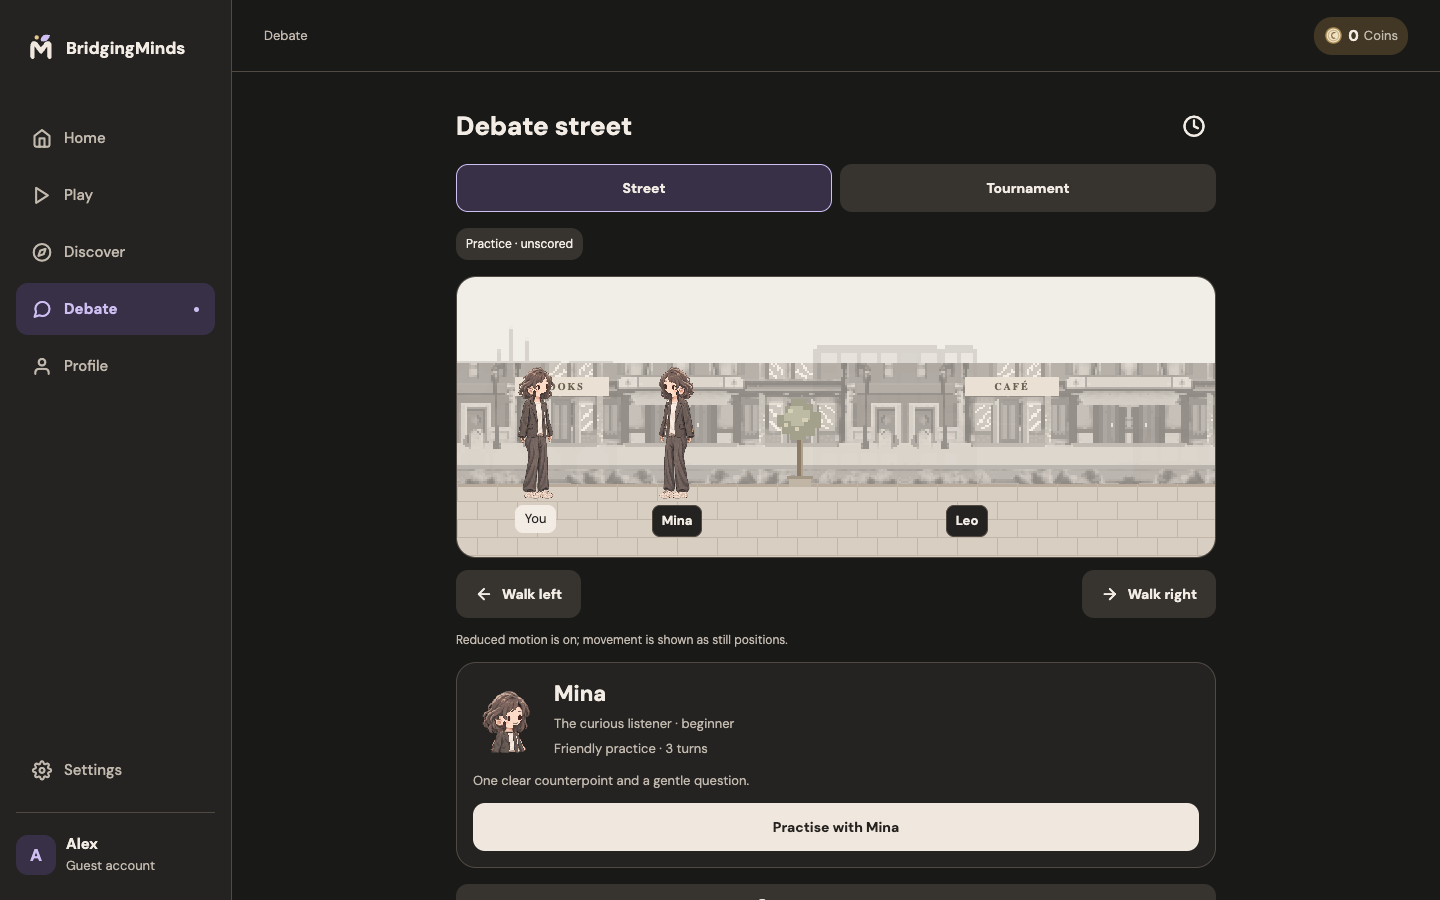 BridgingMinds
Debate
0 Coins
Home
Play
Discover
Debate
Profile
Settings
A
Alex
Guest account
Debate street
Street
Tournament
Practice · unscored
OKS
CAFÉ
You
Mina
Leo
Walk left
Walk right
Reduced motion is on; movement is shown as still positions.
Mina
The curious listener · beginner
Friendly practice · 3 turns
One clear counterpoint and a gentle question.
Practise with Mina